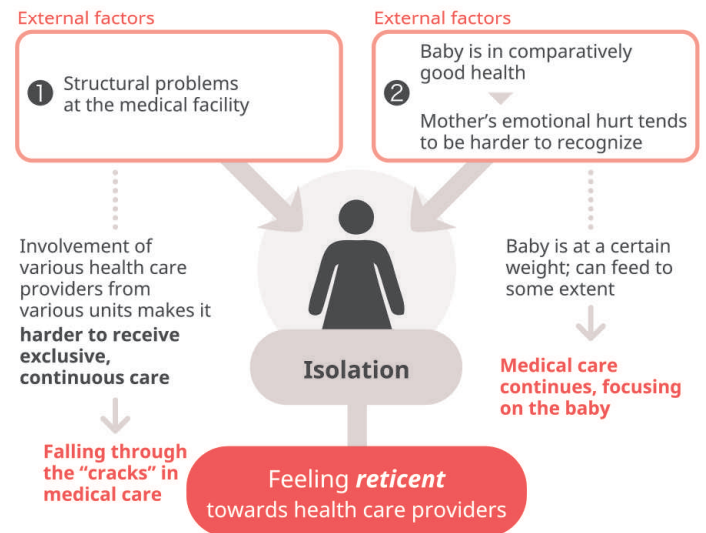 External factors
❶ Structural problems
at the medical facility
External factors
❷ Baby is in comparatively
good health
Mother’s emotional hurt tends
to be harder to recognize
Involvement of
various health care
providers from
various units makes it
harder to receive
exclusive,
continuous care
Falling through
the “cracks” in
medical care
Baby is at a certain
weight; can feed to
some extent
Medical care
continues, focusing
on the baby
Isolation
Feeling reticent
towards health care providers